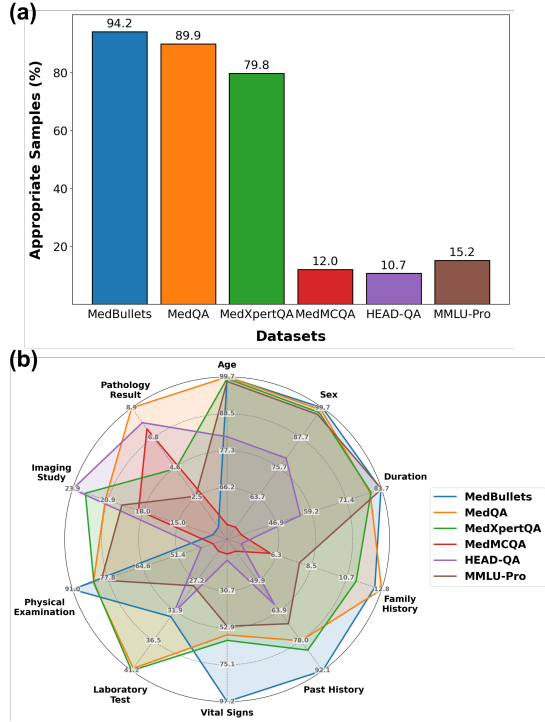 (a)
Appropriate Samples (%)
80
60
40
20
94.2
89.9
79.8
12.0
10.7
15.2
MedBullets
MedQA
MedXpertQA
MedMCQA
HEAD-QA
MMLU-Pro
Datasets
(b)
Age
Sex
Duration
Family
History
Past History
Vital Signs
Laboratory
Test
Physical
Examination
Imaging
Study
Pathology
Result
99.7
88.5
77.3
66.2
99.7
87.7
75.7
63.7
83.7
71.4
59.2
46.9
12.8
10.7
8.5
6.3
92.1
78.0
63.9
49.9
97.2
75.1
52.9
30.7
41.2
36.5
31.9
27.2
91.0
77.8
64.6
51.4
23.9
20.9
18.0
15.0
8.9
6.8
4.6
2.5
MedBullets
MedQA
MedXpertQA
MedMCQA
HEAD-QA
MMLU-Pro